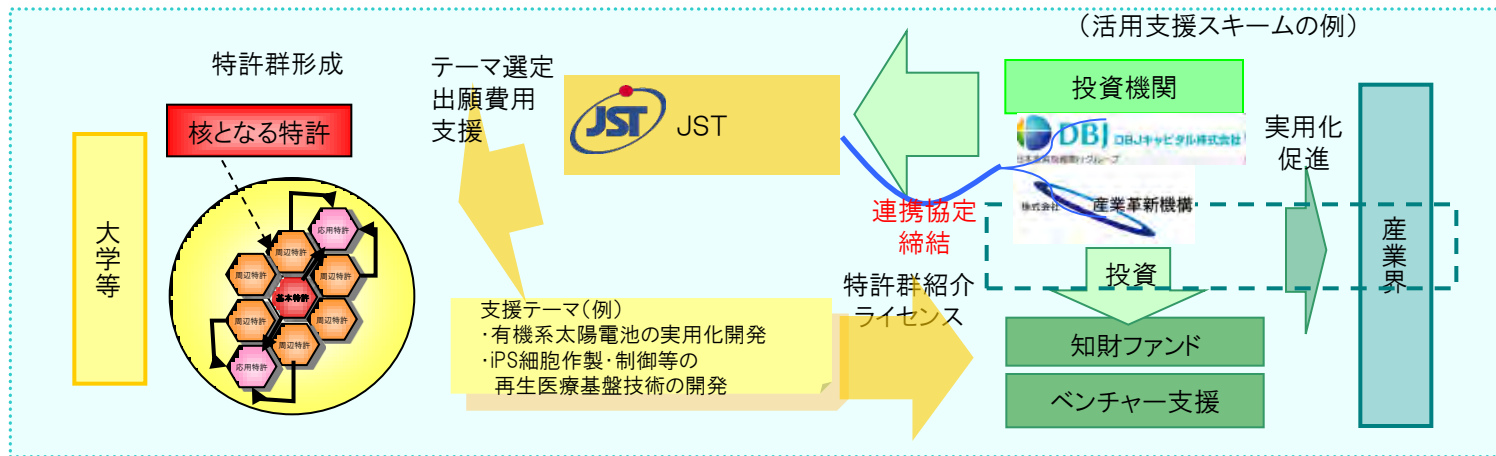 （活用支援スキームの例）
特許群形成
核となる特許
大学等
応用特許
周辺特許
周辺特許
周辺特許
基本特許
周辺特許
周辺特許
周辺特許
応用特許
テーマ選定
出願費用
支援
JST
JST
支援テーマ（例）
・有機系太陽電池の実用化開発
・iPS細胞作製・制御等の
再生医療基盤技術の開発
連携協定
締結
特許群紹介
ライセンス
投資機関
DBJ DBJキャピタル株式会社
株式会社 産業革新機構
投資
知財ファンド
ベンチャー支援
実用化
促進
産業界